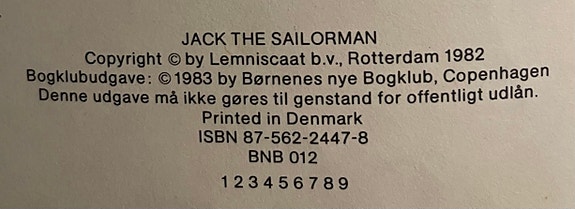 JACK THE SAILORMAN
Copyright © by Lemniscaat b.v., Rotterdam 1982
Bogklubudgave: © 1983 by Børnenes nye Bogklub, Copenhagen
Denne udgave må ikke gøres til genstand for offentligt udlån.
Printed in Denmark
ISBN 87-562-2447-8
BNB 012
1 2 3 4 5 6 7 8 9